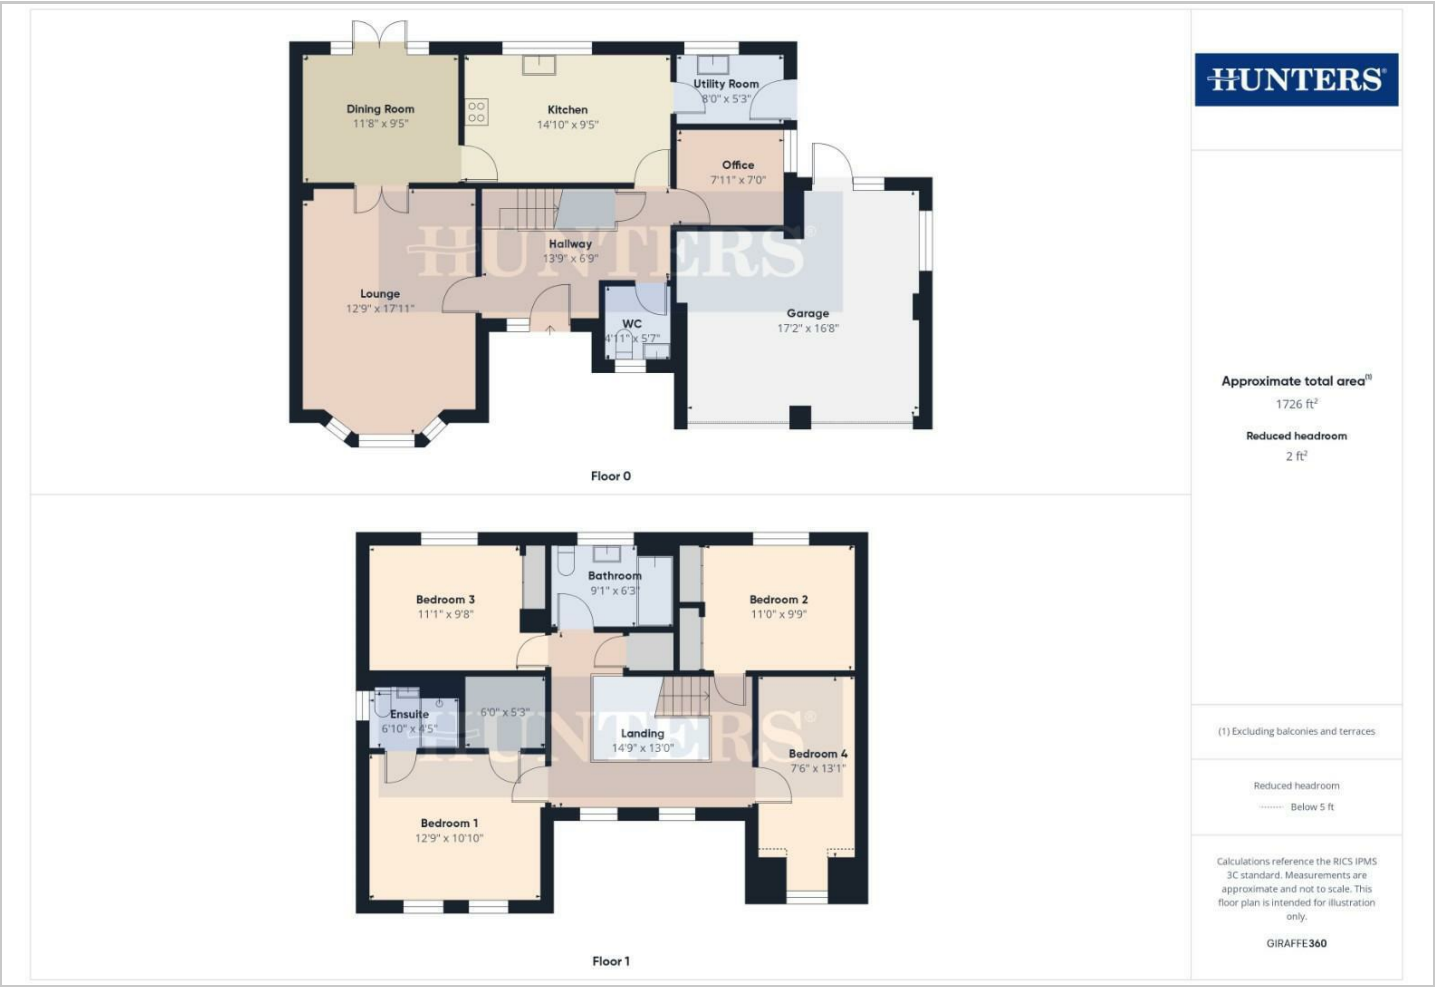 HUNTERS®
Dining Room
11'8" x 9'5"
Kitchen
14'10" x 9'5"
Utility Room
8'0" x 5'3"
Office
7'11" x 7'0"
HUNTERS®
Hallway
13'9" x 6'9"
Lounge
12'9" x 17'11"
WC
4'11" x 5'7"
Garage
17'2" x 16'8"
Floor 0
Approximate total area(1)
1726 ft²
Reduced headroom
2 ft²
Bedroom 3
11'1" x 9'8"
Bathroom
9'1" x 6'3"
Bedroom 2
11'0" x 9'9"
Ensuite
6'10" x 4'5"
6'0" x 5'3"
HUNTERS®
Landing
14'9" x 13'0"
Bedroom 4
7'6" x 13'1"
Bedroom 1
12'9" x 10'10"
Floor 1
(1) Excluding balconies and terraces
Reduced headroom
Below 5 ft
Calculations reference the RICS IPMS
3C standard. Measurements are
approximate and not to scale. This
floor plan is intended for illustration
only.
GIRAFFE360